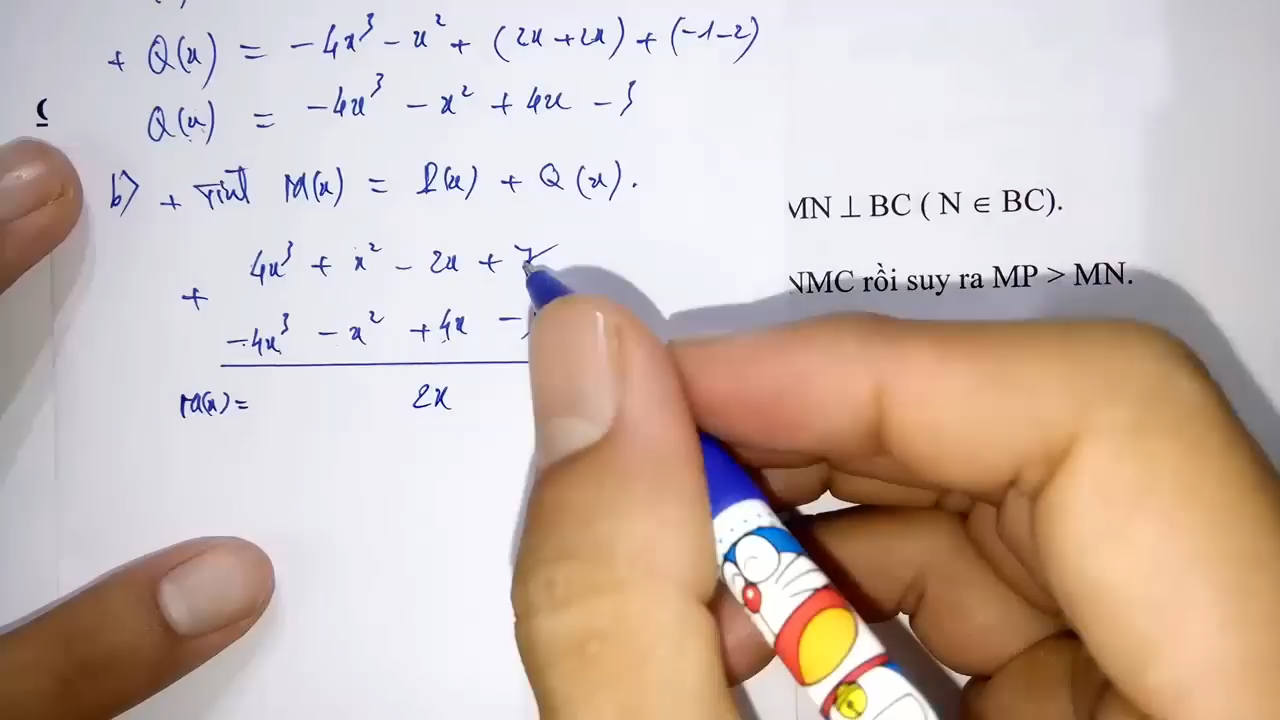 + Q(x) = -4x³ - x² + (2x + 2x) + (-1-2)
Q(x) = -4x³ - x² + 4x - 3
b) + Tính M(x) = P(x) + Q(x).
4x³ + x² - 2x + 7
+
-4x³ - x² + 4x -
M(x) = 2x
MN ⊥ BC ( N ∈ BC).
NMC rồi suy ra MP > MN.